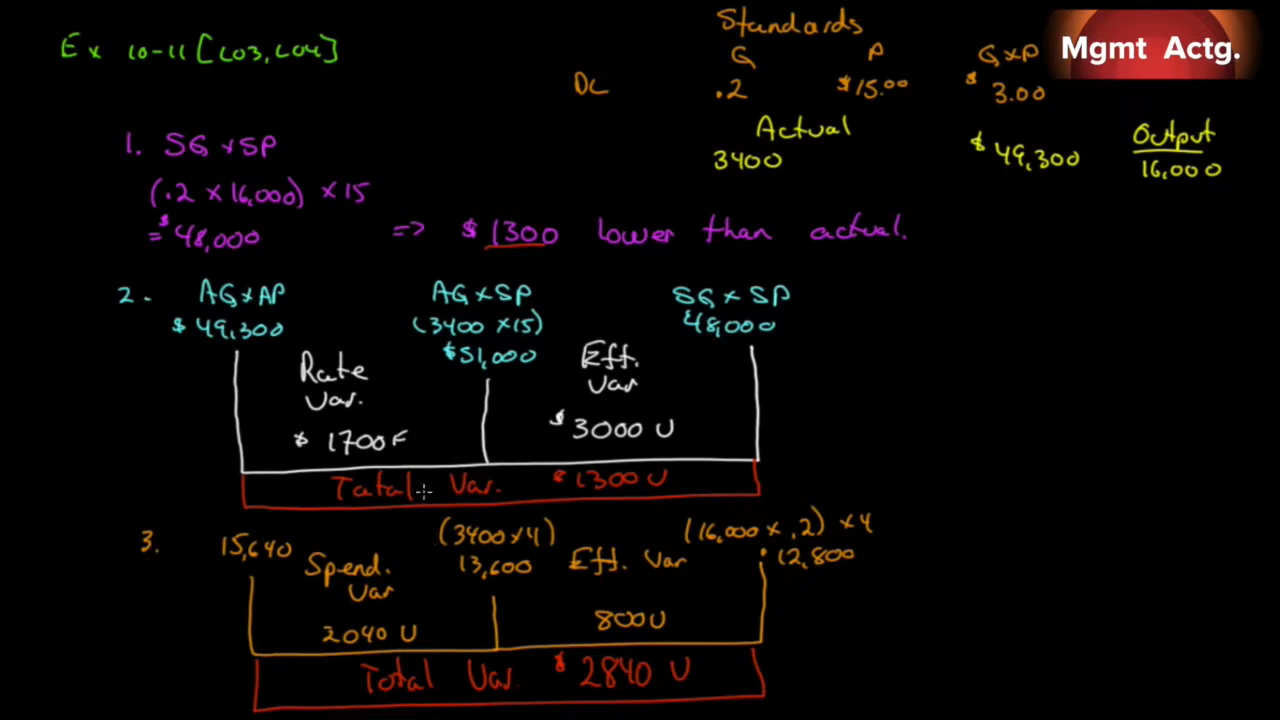 Ex 10-11 [LO3, LO4]
Standards
Mgmt Actg.
Q P Q x P
DL .2 $15.00 $3.00
Actual
3400 $49,300
Output
16,000
1. SQ x SP
(.2 x 16,000) x 15
= $48,000 => $1300 lower than actual.
2. AQ x AP AQ x SP SQ x SP
$49,300 (3400 x 15) $48,000
$51,000
Rate Var. Eff. Var
$1700 F $3000 U
Tatal Var. $1300 U
3. 15,640 (3400 x 4) (16,000 x .2) x 4
13,600 12,800
Spend. Var Eff. Var
2040 U 800 U
Total Var. $2840 U